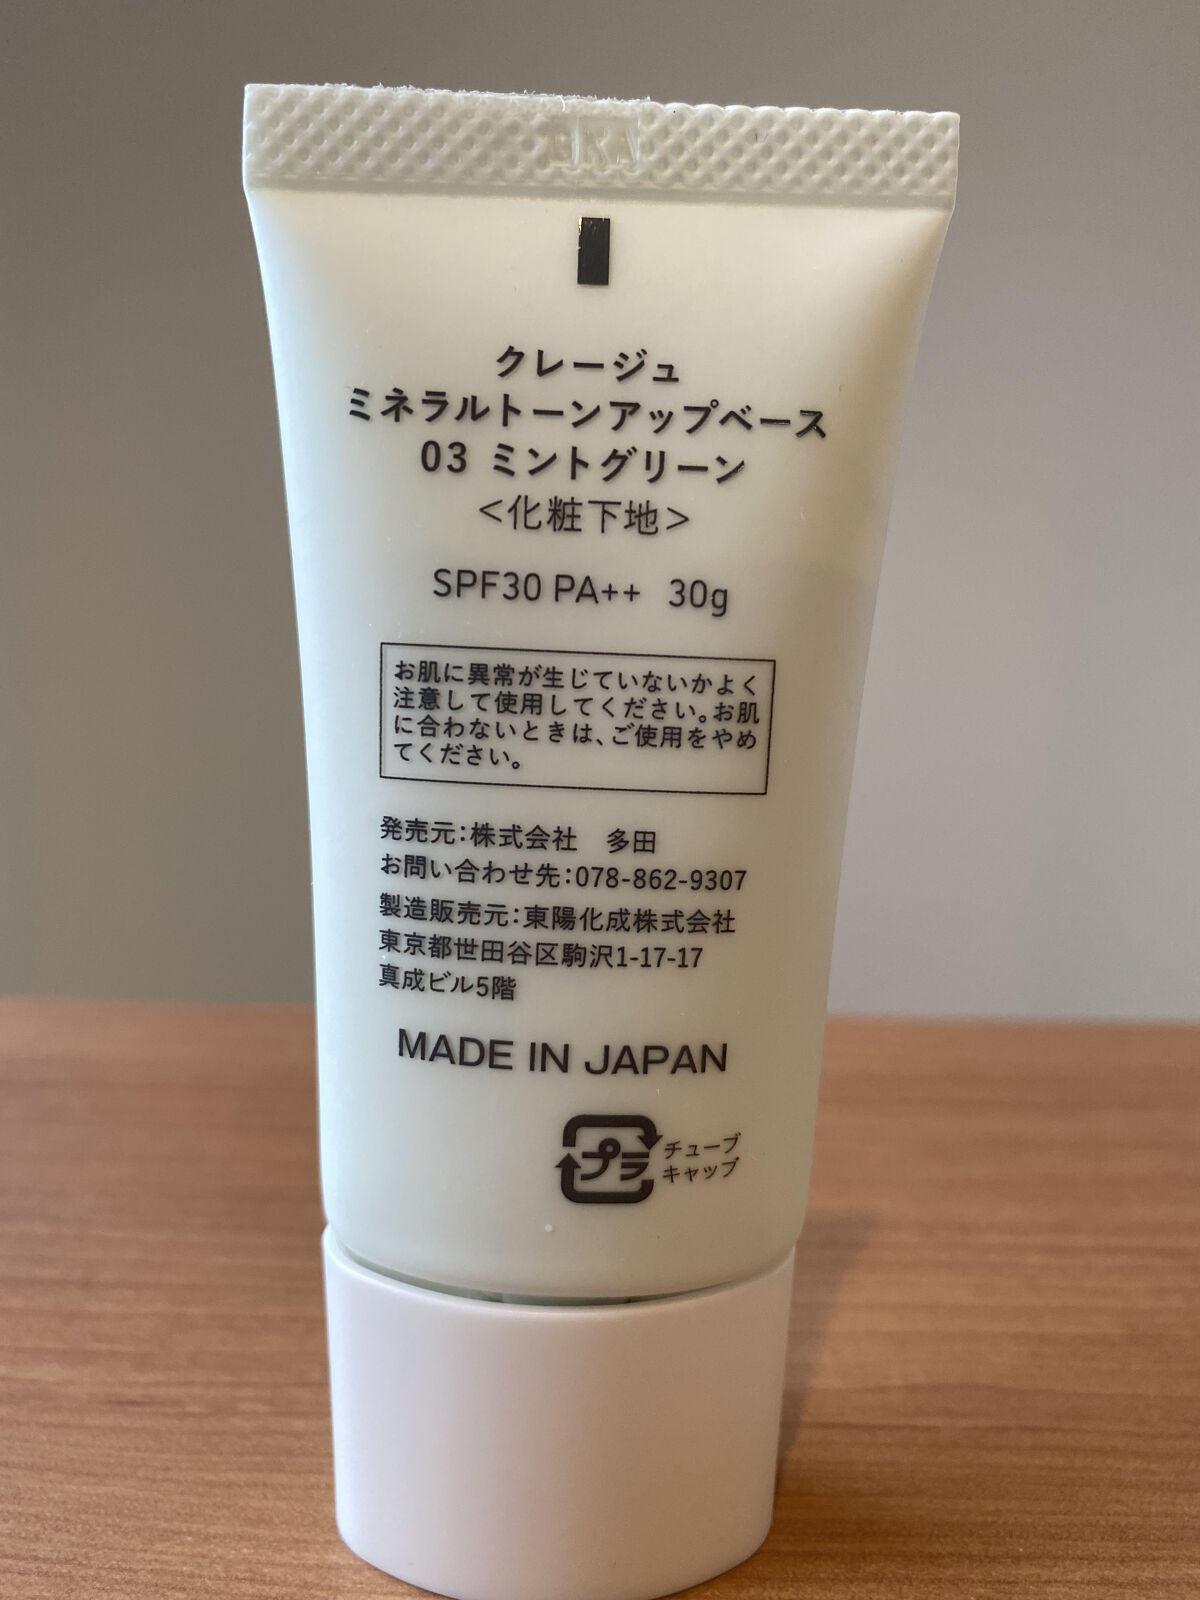 クレージュ
ミネラルトーンアップベース
03 ミントグリーン
<化粧下地>
SPF30 PA++ 30g
お肌に異常が生じていないかよく
注意して使用してください。お肌
に合わないときは、ご使用をやめ
てください。
発売元:株式会社 多田
お問い合わせ先:078-862-9307
製造販売元:東陽化成株式会社
東京都世田谷区駒沢1-17-17
真成ビル5階
MADE IN JAPAN
プラ
チューブ
キャップ